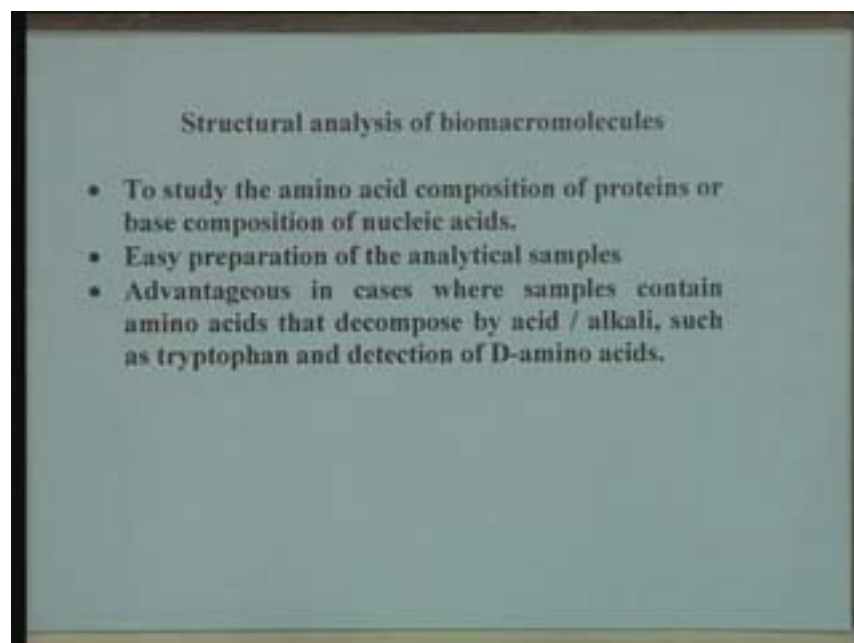 Structural analysis of biomacromolecules
• To study the amino acid composition of proteins or
base composition of nucleic acids.
• Easy preparation of the analytical samples
• Advantageous in cases where samples contain
amino acids that decompose by acid / alkali, such
as tryptophan and detection of D-amino acids.